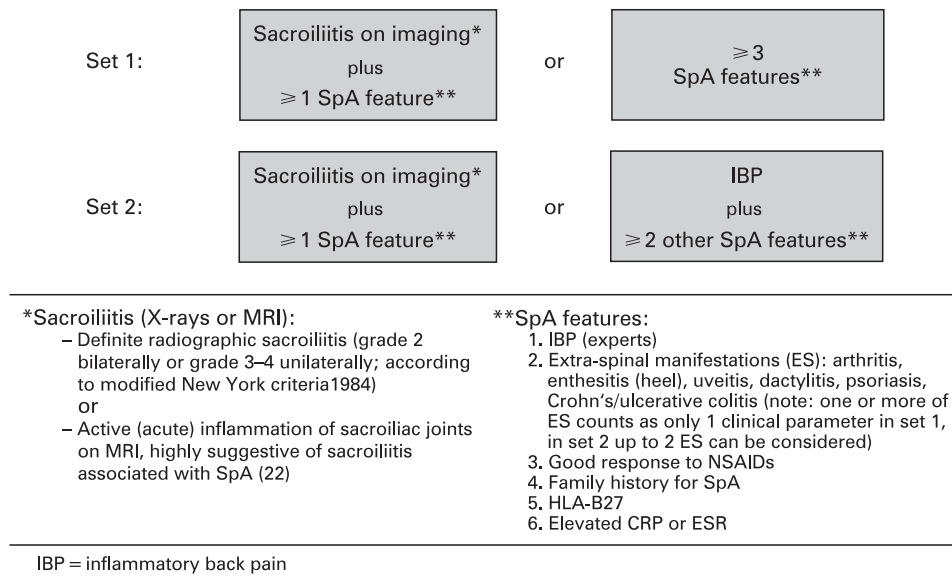 Set 1:
Sacroiliitis on imaging*
plus
⩾ 1 SpA feature**
or
⩾ 3
SpA features**
Set 2:
Sacroiliitis on imaging*
plus
⩾ 1 SpA feature**
or
IBP
plus
⩾ 2 other SpA features**
*Sacroiliitis (X-rays or MRI):
– Definite radiographic sacroiliitis (grade 2
bilaterally or grade 3–4 unilaterally; according
to modified New York criteria1984)
or
– Active (acute) inflammation of sacroiliac joints
on MRI, highly suggestive of sacroiliitis
associated with SpA (22)
**SpA features:
1. IBP (experts)
2. Extra-spinal manifestations (ES): arthritis,
enthesitis (heel), uveitis, dactylitis, psoriasis,
Crohn's/ulcerative colitis (note: one or more of
ES counts as only 1 clinical parameter in set 1,
in set 2 up to 2 ES can be considered)
3. Good response to NSAIDs
4. Family history for SpA
5. HLA-B27
6. Elevated CRP or ESR
IBP = inflammatory back pain